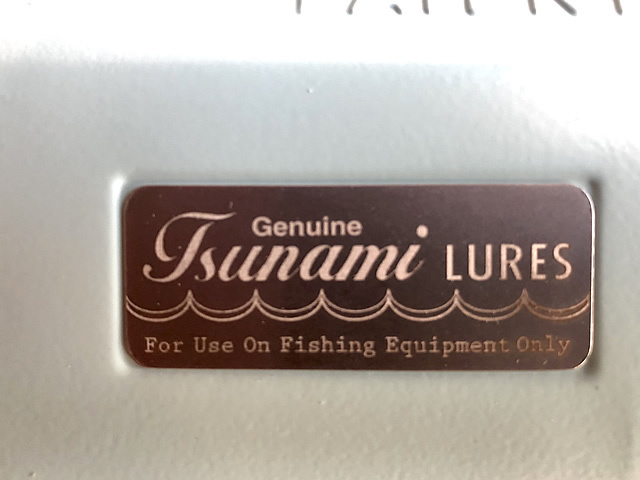 Genuine
Tsunami LURES
For Use On Fishing Equipment Only